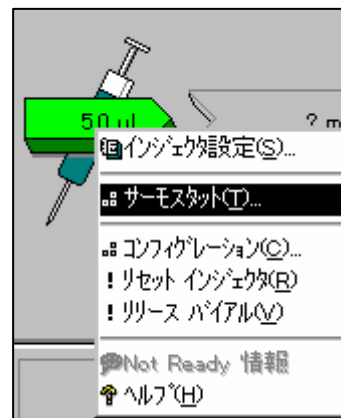 50 ul
? m
インジェクタ設定(S)...
サーモスタット(T)...
コンフィグレーション(C)...
! リセット インジェクタ(R)
! リリース バイアル(V)
Not Ready 情報
ヘルプ(H)